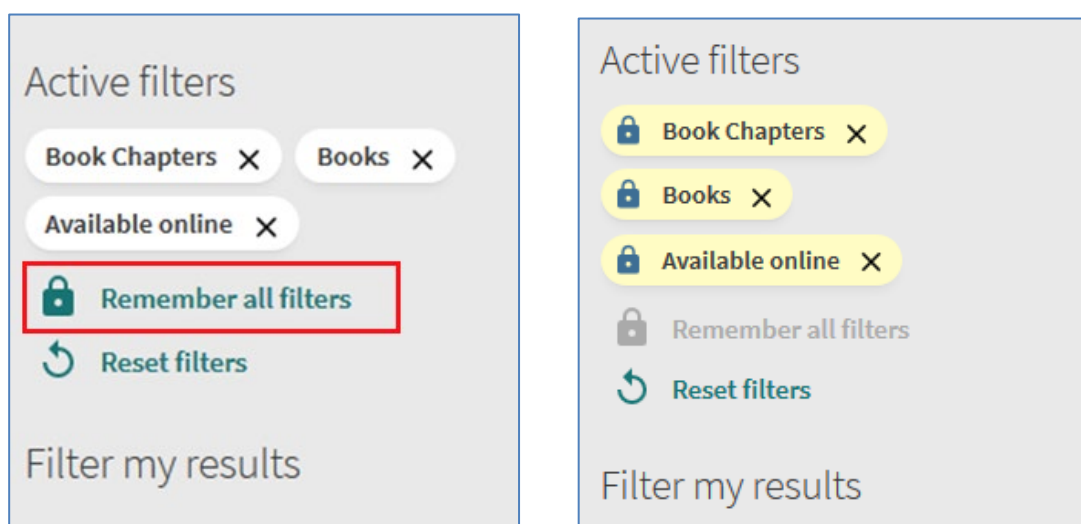 Active filters
Book Chapters Books
Available online
Remember all filters
Reset filters
Filter my results
Active filters
Book Chapters
Books
Available online
Remember all filters
Reset filters
Filter my results